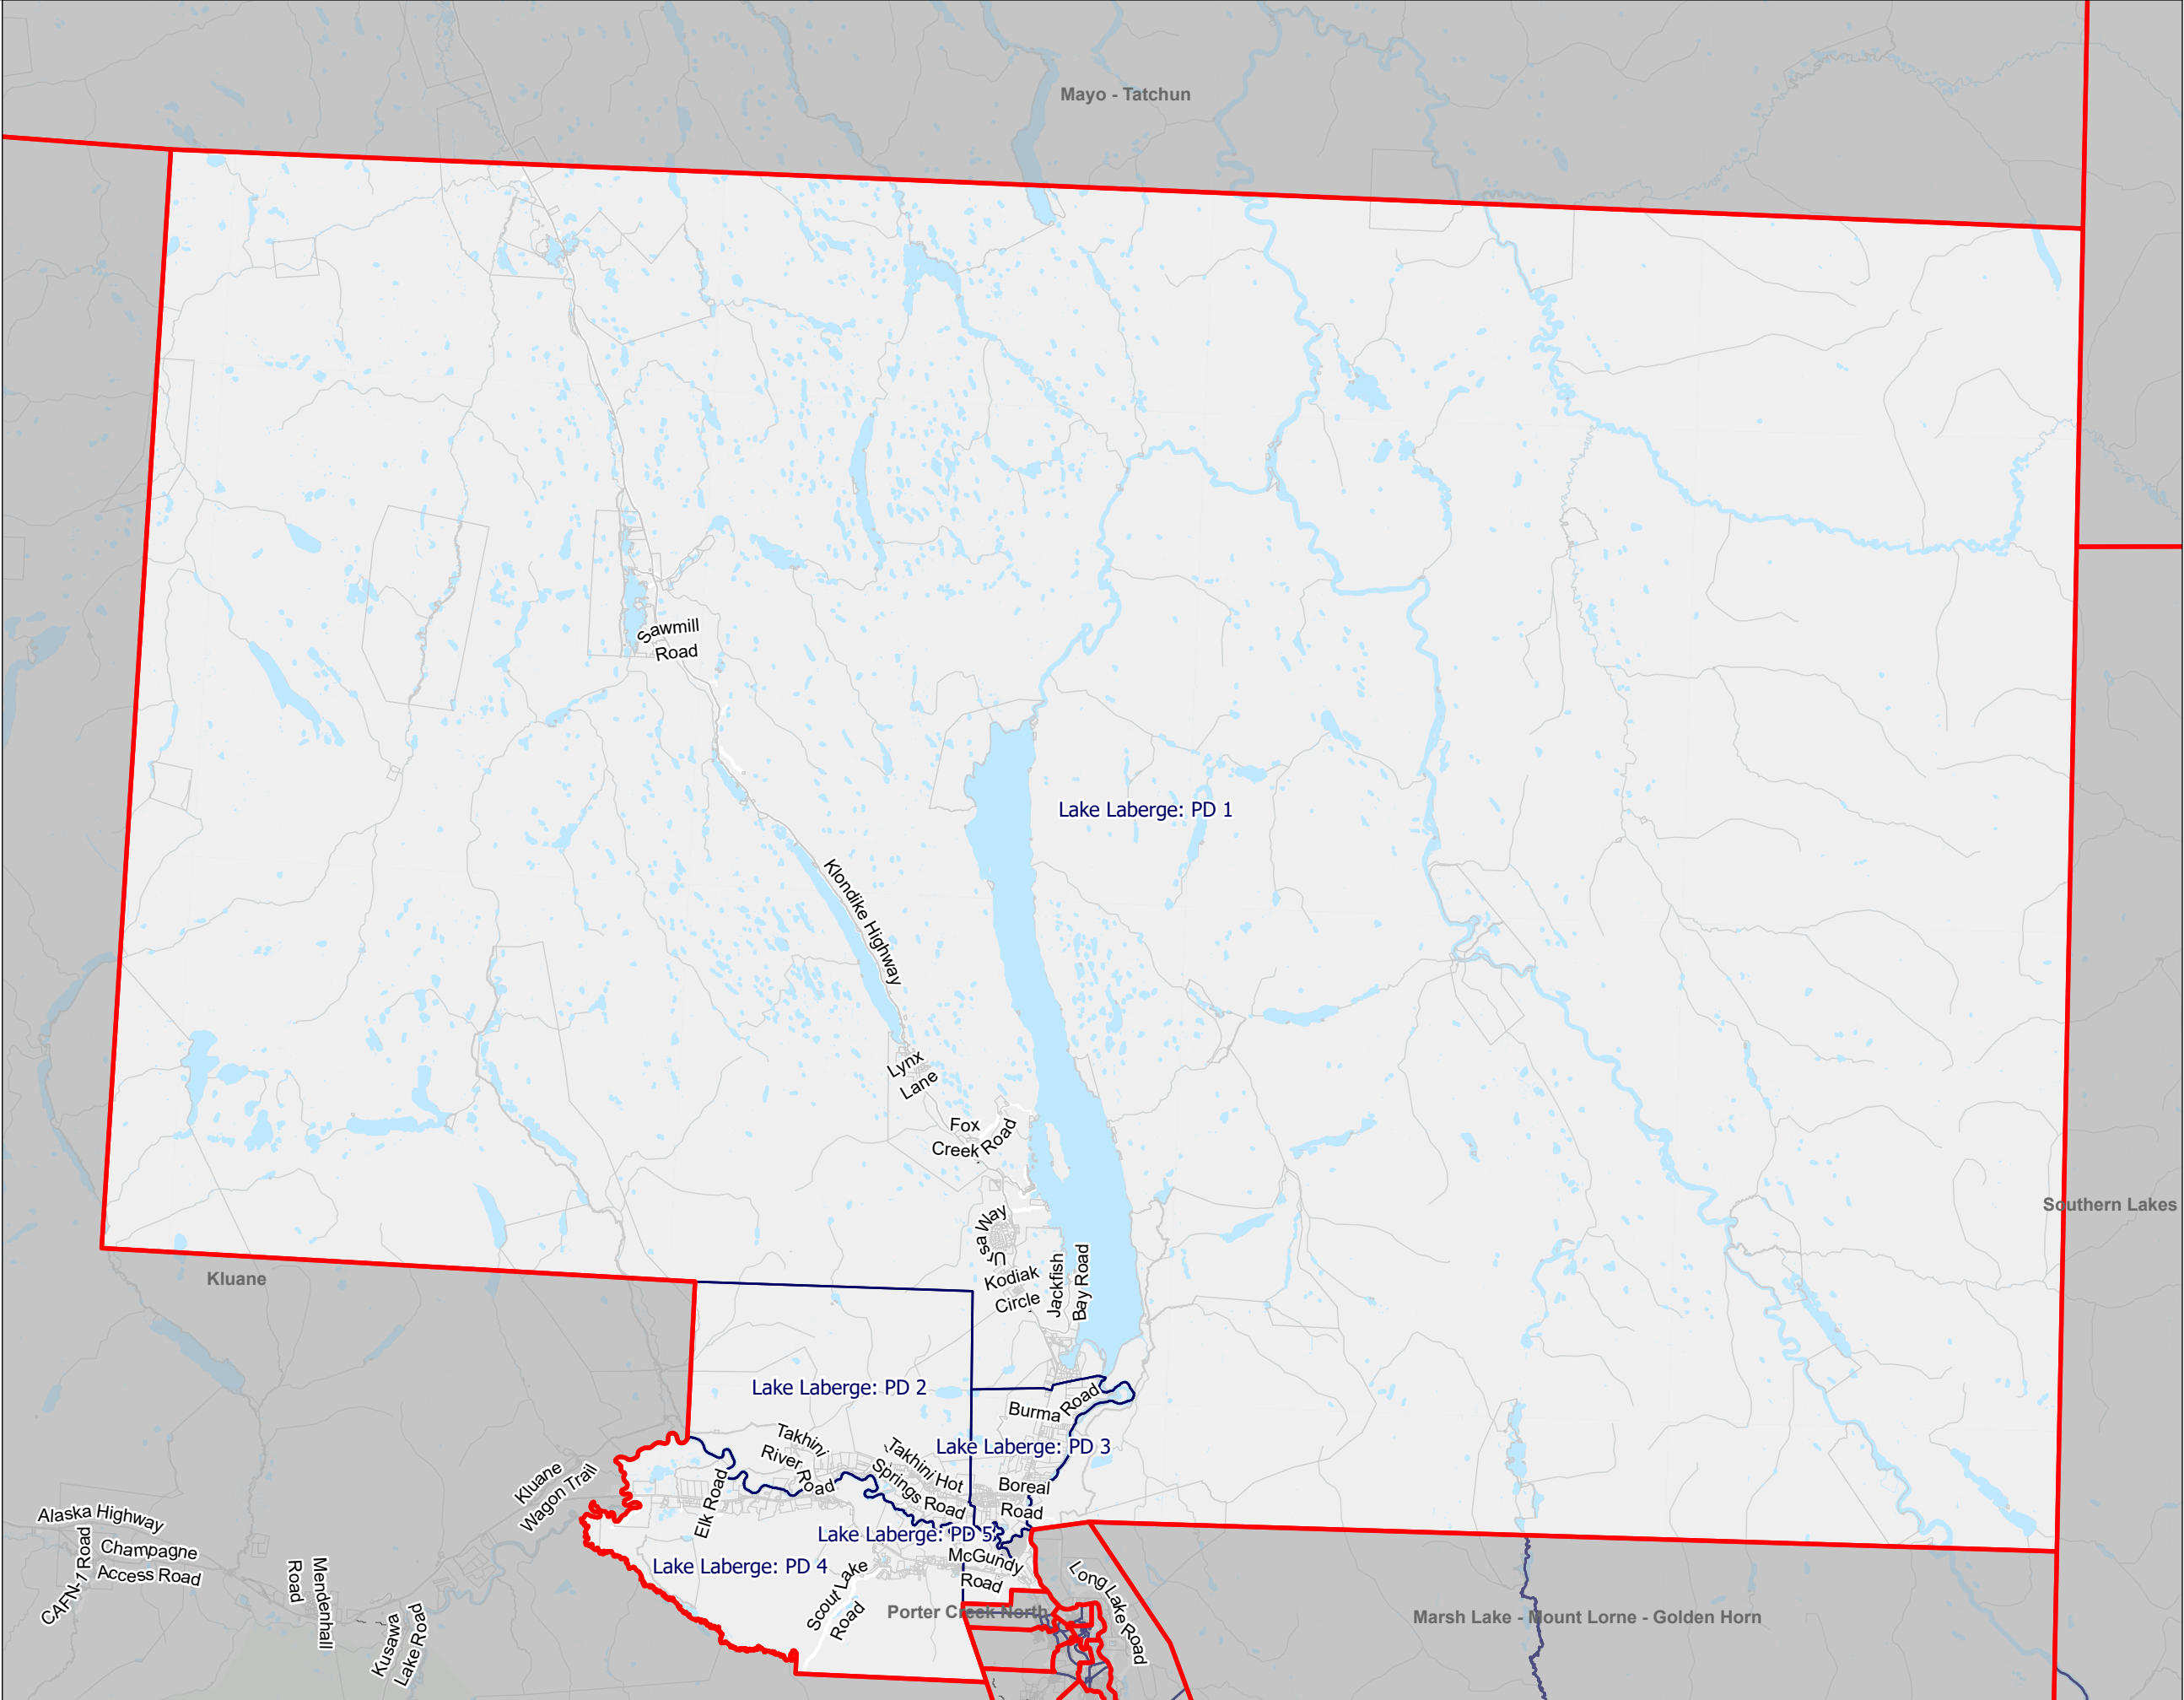 Mayo - Tatchun
Sawmill
Road
Lake Laberge: PD 1
Klondike Highway
Lynx
Lane
Fox
Creek Road
Southern Lakes
Ursa Way
Kluane
Kodiak
Circle
Jackfish
Bay Road
Lake Laberge: PD 2
Burma Road
Takhini
River Road
Lake Laberge: PD 3
Takhini Hot
Springs Road
Kluane
Wagon Trail
Elk Road
Boreal
Road
Alaska Highway
Lake Laberge: PD 5
CAFN-1 Road
Champagne
Access Road
Mendenhall
Road
Lake Laberge: PD 4
McGundy
Road
Scout Lake
Road
Long Lake Road
Porter Creek North
Marsh Lake - Mount Lorne - Golden Horn
Kusawa
Lake Road